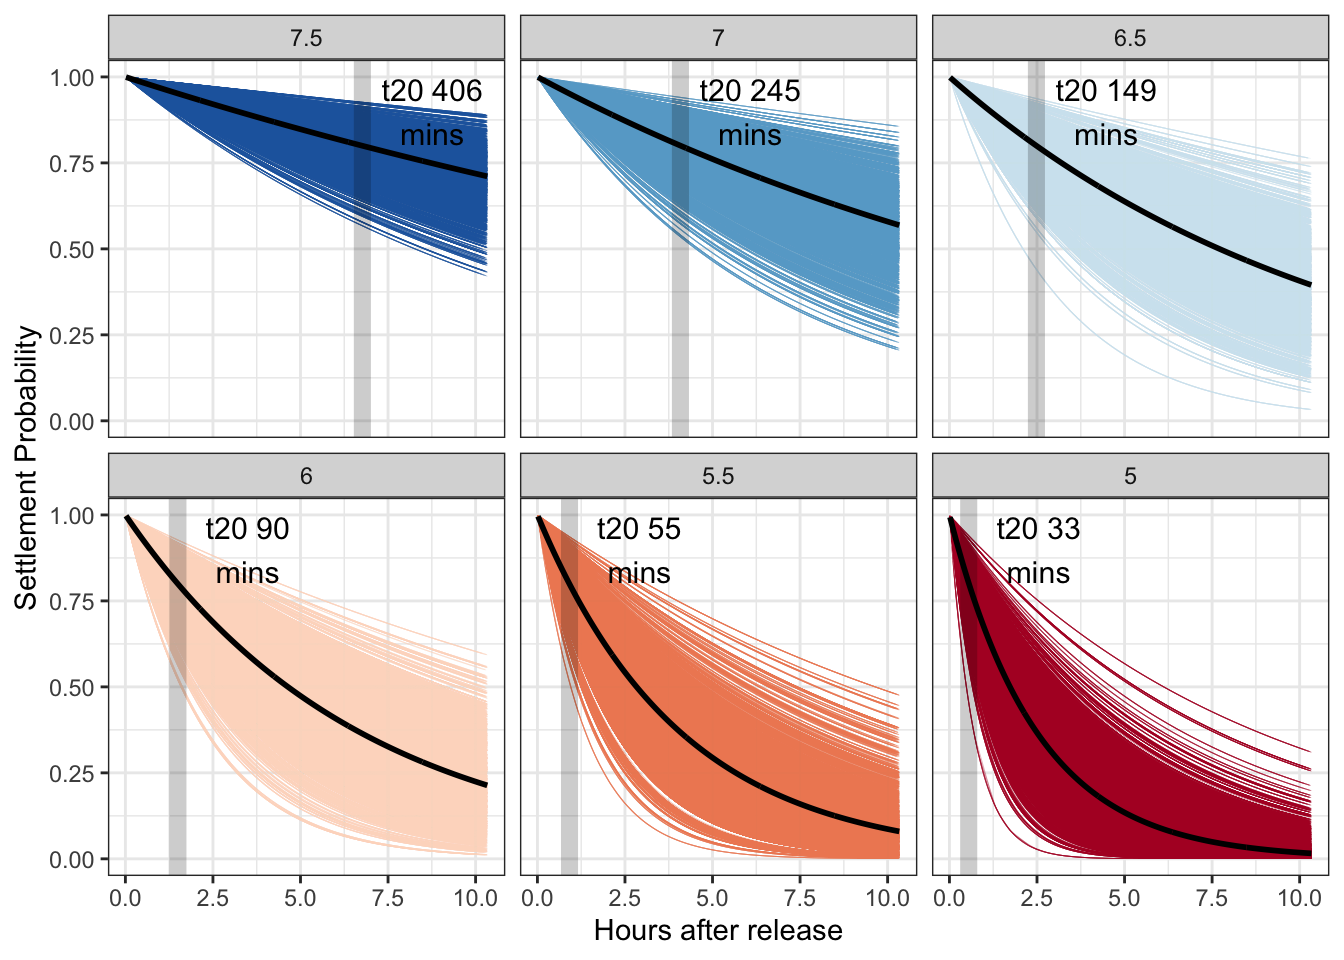 7.5
7
6.5
t20 406
mins
t20 245
mins
t20 149
mins
1.00
0.75
0.50
0.25
0.00
6
5.5
5
t20 90
mins
t20 55
mins
t20 33
mins
1.00
0.75
0.50
0.25
0.00
0.0 2.5 5.0 7.5 10.0
0.0 2.5 5.0 7.5 10.0
0.0 2.5 5.0 7.5 10.0
Hours after release
Settlement Probability